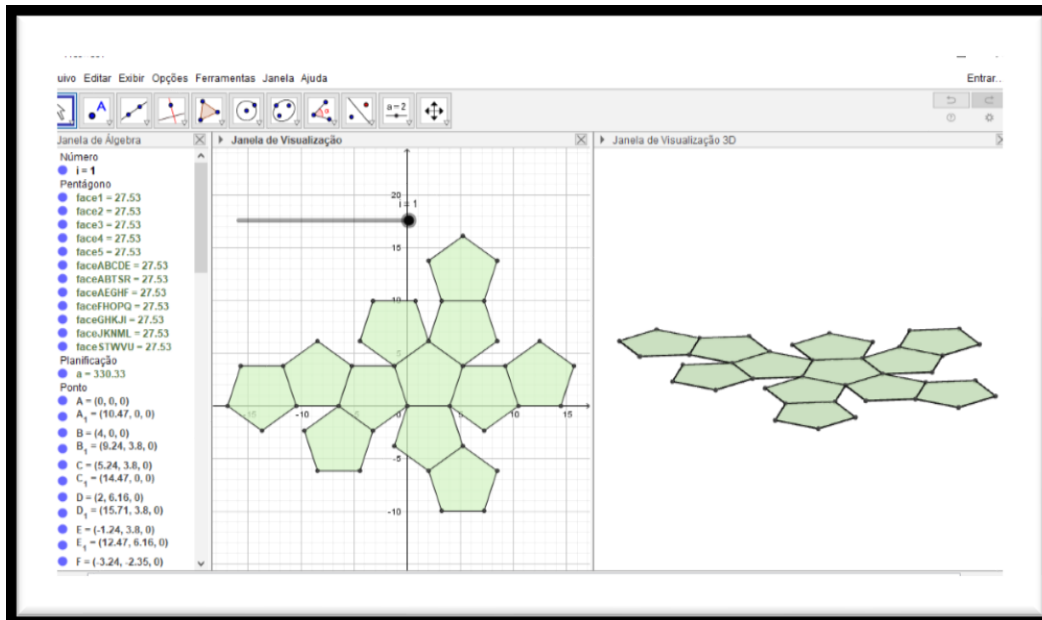 uivo Editar Exibir Opções Ferramentas Janela Ajuda
Entrar..
A
a=2
Janela de Álgebra
Janela de Visualização
Janela de Visualização 3D
Número
i = 1
Pentágono
face1 = 27.53
face2 = 27.53
face3 = 27.53
face4 = 27.53
face5 = 27.53
faceABCDE = 27.53
faceABTSR = 27.53
faceAEGHF = 27.53
faceFHOPQ = 27.53
faceGHKJI = 27.53
faceJKNML = 27.53
faceSTWVU = 27.53
Planificação
a = 330.33
Ponto
A = (0, 0, 0)
A₁ = (10.47, 0, 0)
B = (4, 0, 0)
B₁ = (9.24, 3.8, 0)
C = (5.24, 3.8, 0)
C₁ = (14.47, 0, 0)
D = (2, 6.16, 0)
D₁ = (15.71, 3.8, 0)
E = (-1.24, 3.8, 0)
E₁ = (12.47, 6.16, 0)
F = (-3.24, -2.35, 0)
20
i = 1
15
10
5
-15
-10
-5
0
5
10
15
-5
-10